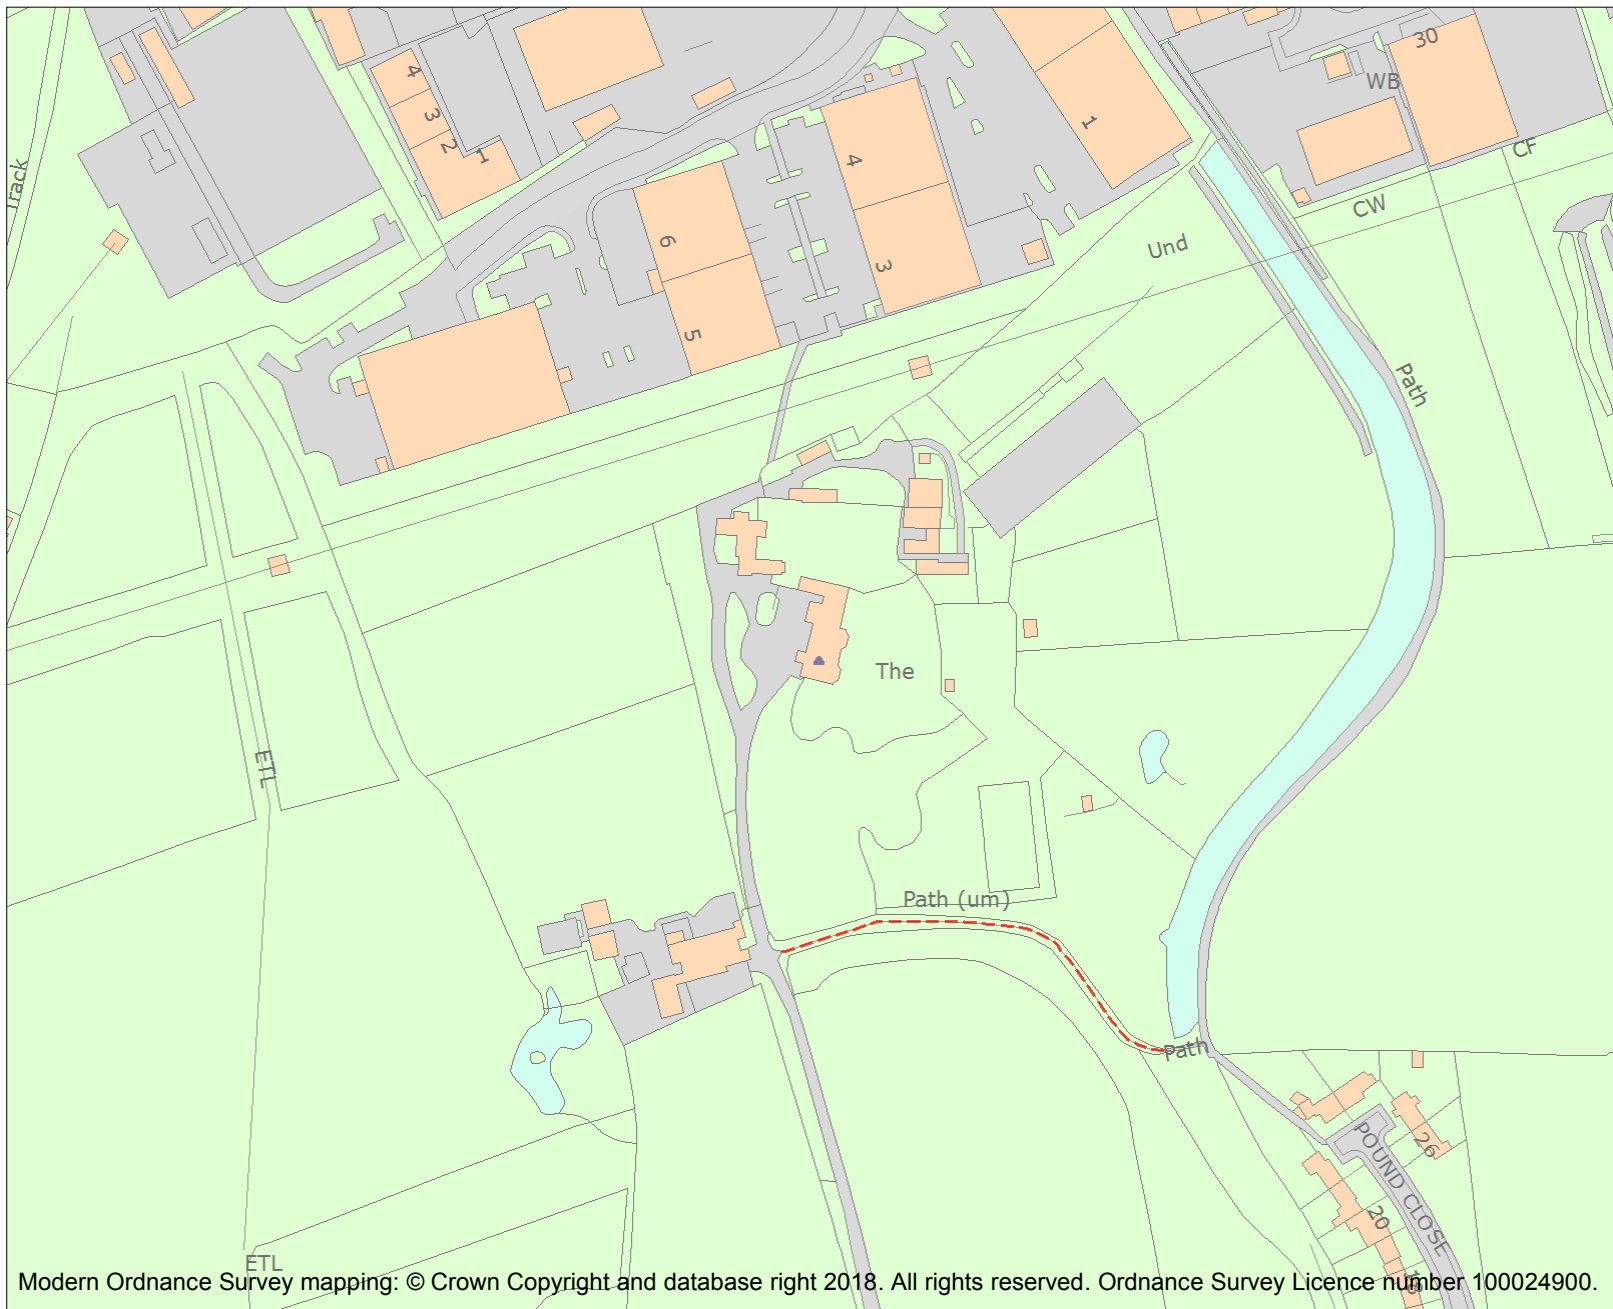 30
WB
4
3
2
1
1
CF
Track
4
CW
6
Und
3
5
Path
The
ETL
Path (um)
Path
POUND CLOSE
26
20
ETL
Modern Ordnance Survey mapping: © Crown Copyright and database right 2018. All rights reserved. Ordnance Survey Licence number 100024900.